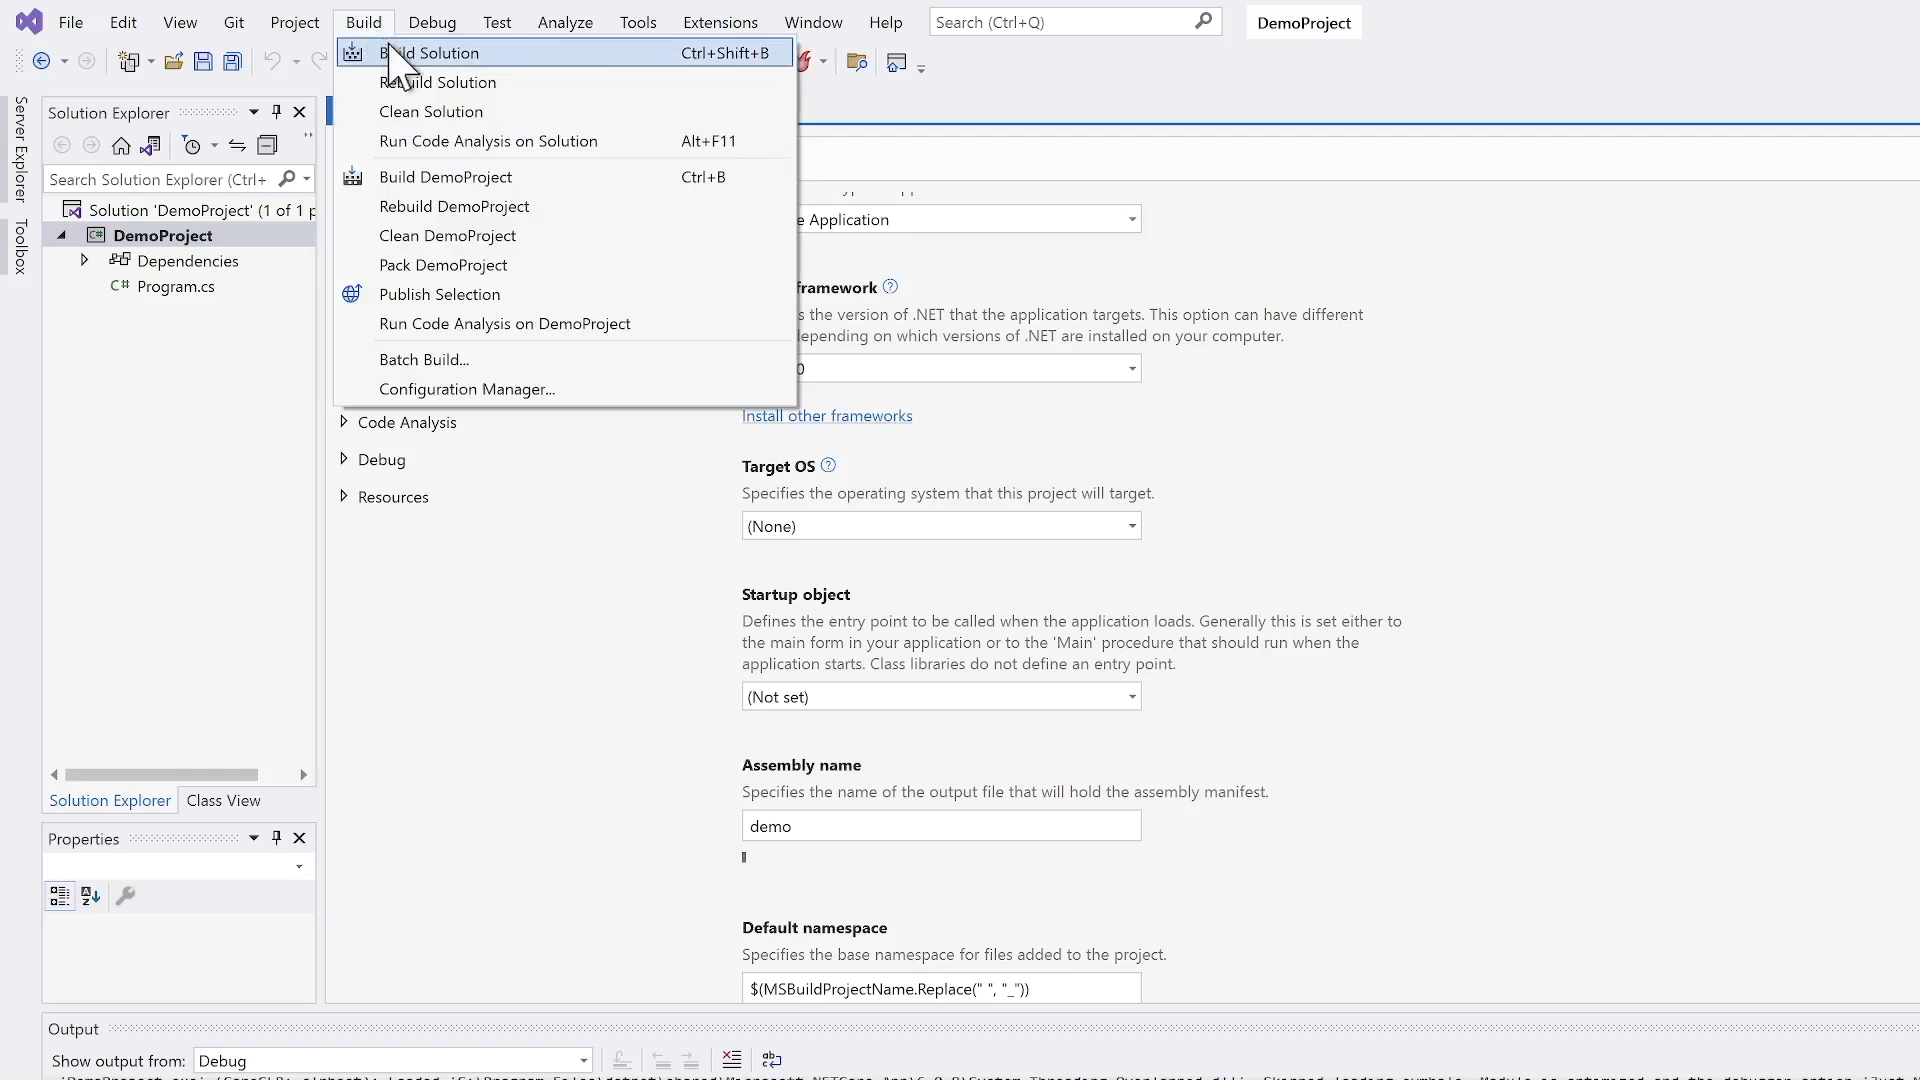 File Edit View Git Project Build Debug Test Analyze Tools Extensions Window Help Search (Ctrl+Q) DemoProject
Build Solution Ctrl+Shift+B
Rebuild Solution
Clean Solution
Run Code Analysis on Solution Alt+F11
Build DemoProject Ctrl+B
Rebuild DemoProject
Clean DemoProject
Pack DemoProject
Publish Selection
Run Code Analysis on DemoProject
Batch Build...
Configuration Manager...
Server Explorer
Toolbox
Solution Explorer
Search Solution Explorer (Ctrl+
Solution 'DemoProject' (1 of 1 p
DemoProject
Dependencies
C# Program.cs
Solution Explorer Class View
Properties
Code Analysis
Debug
Resources
e Application
framework
s the version of .NET that the application targets. This option can have different
depending on which versions of .NET are installed on your computer.
0
Install other frameworks
Target OS
Specifies the operating system that this project will target.
(None)
Startup object
Defines the entry point to be called when the application loads. Generally this is set either to
the main form in your application or to the 'Main' procedure that should run when the
application starts. Class libraries do not define an entry point.
(Not set)
Assembly name
Specifies the name of the output file that will hold the assembly manifest.
demo
Default namespace
Specifies the base namespace for files added to the project.
$(MSBuildProjectName.Replace(" ", "_"))
Output
Show output from: Debug